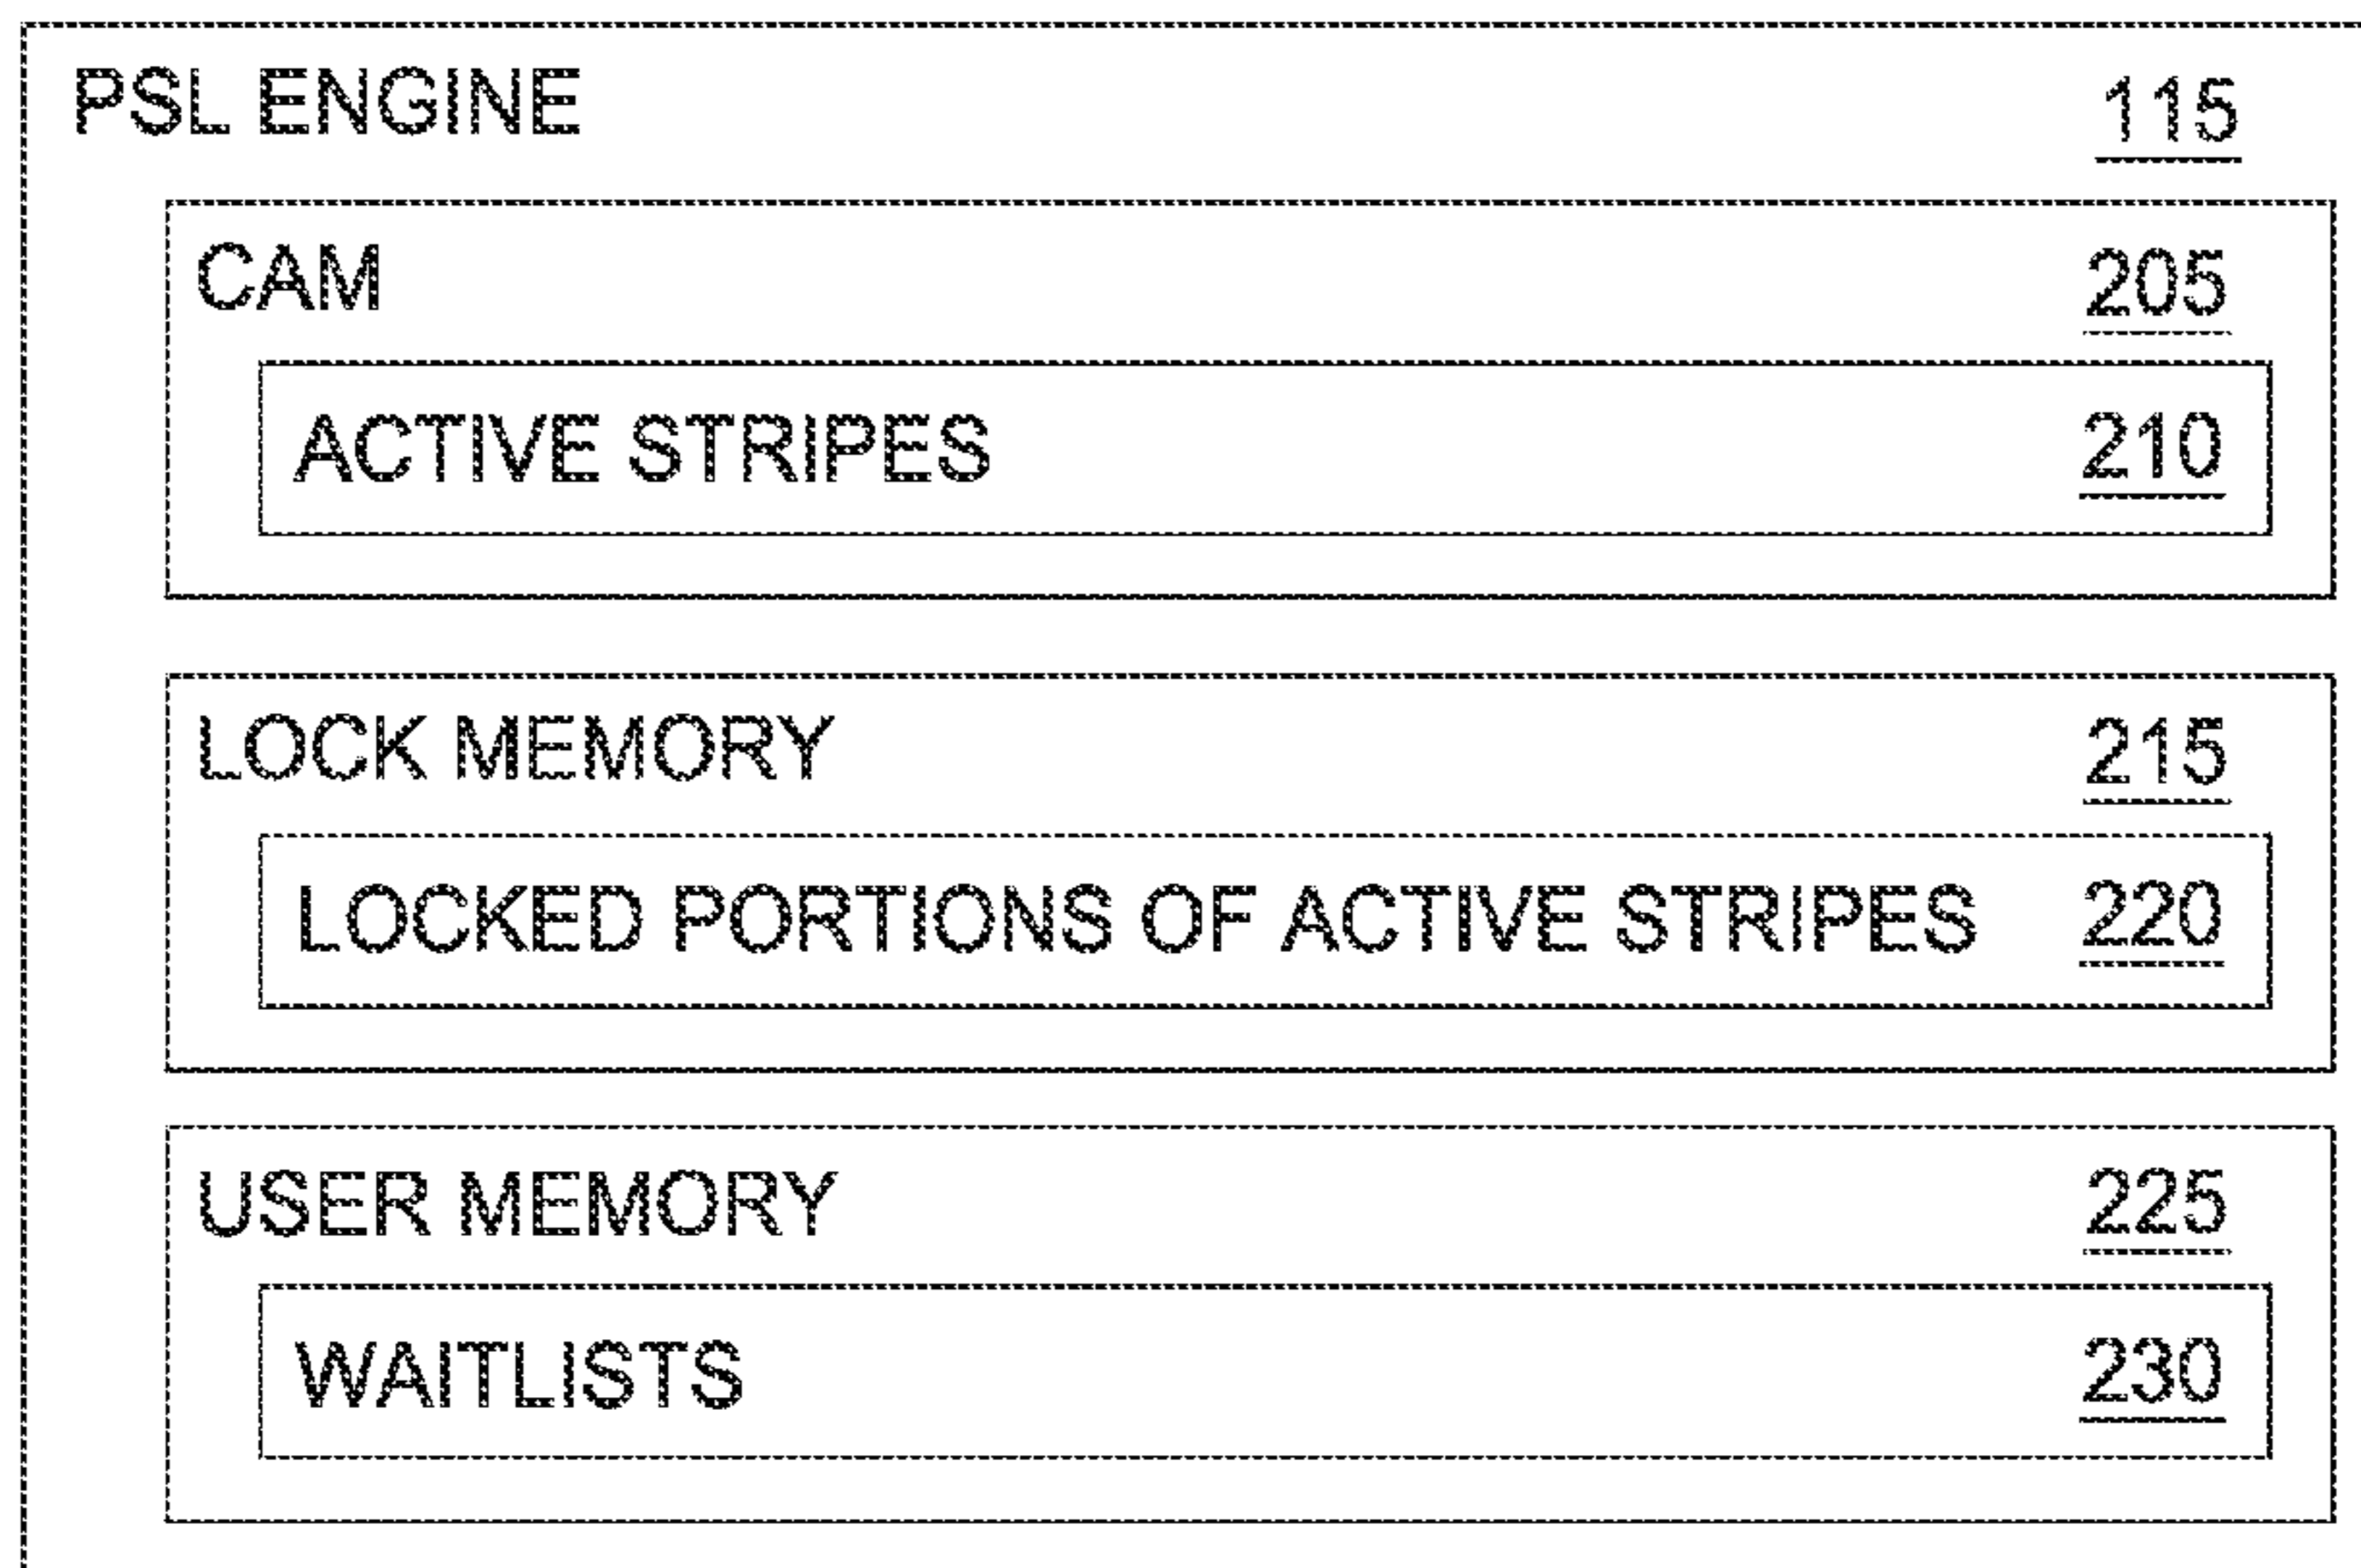 PSL ENGINE 115
CAM 205
ACTIVE STRIPES 210
LOCK MEMORY 215
LOCKED PORTIONS OF ACTIVE STRIPES 220
USER MEMORY 225
WAITLISTS 230